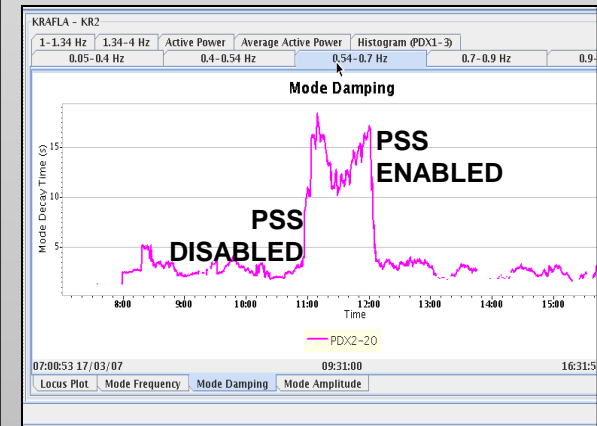 KRAFLA - KR2
1-1.34 Hz 1.34-4 Hz Active Power Average Active Power Histogram (PDX1-3)
0.05-0.4 Hz 0.4-0.54 Hz 0.54-0.7 Hz 0.7-0.9 Hz 0.9-
Mode Damping
Mode Decay Time (s)
15
10
5
PSS
ENABLED
PSS
DISABLED
8:00 9:00 10:00 11:00 12:00 13:00 14:00 15:00
Time
PDX2-20
07:00:53 17/03/07 09:31:00 16:31:5
Locus Plot Mode Frequency Mode Damping Mode Amplitude